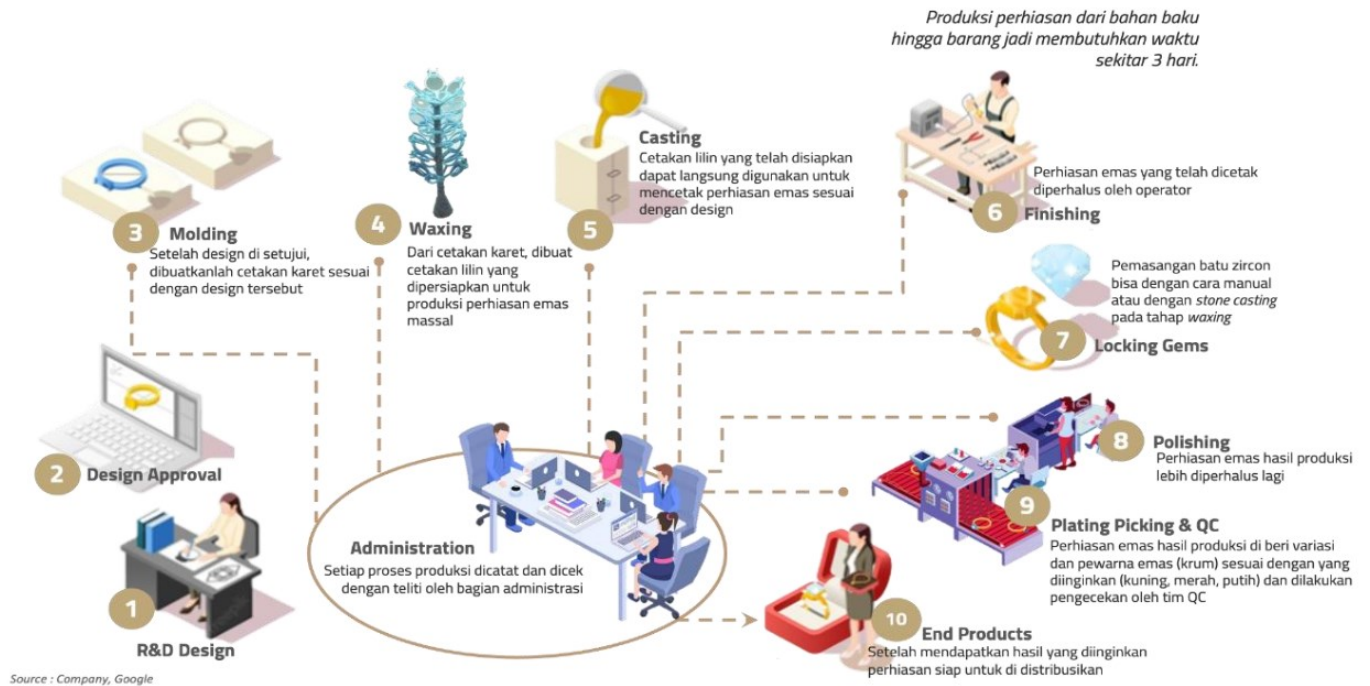 Produksi perhiasan dari bahan baku
hingga barang jadi membutuhkan waktu
sekitar 3 hari.
1
R&D Design
2
Design Approval
3
Molding
Setelah design di setujui,
dibuatkanlah cetakan karet sesuai
dengan design tersebut
4
Waxing
Dari cetakan karet, dibuat
cetakan lilin yang
dipersiapkan untuk
produksi perhiasan emas
massal
5
Casting
Cetakan lilin yang telah disiapkan
dapat langsung digunakan untuk
mencetak perhiasan emas sesuai
dengan design
Perhiasan emas yang telah dicetak
diperhalus oleh operator
6
Finishing
Pemasangan batu zircon
bisa dengan cara manual
atau dengan stone casting
pada tahap waxing
7
Locking Gems
8
Polishing
Perhiasan emas hasil produksi
lebih diperhalus lagi
9
Plating Picking & QC
Perhiasan emas hasil produksi di beri variasi
dan pewarna emas (krum) sesuai dengan yang
diinginkan (kuning, merah, putih) dan dilakukan
pengecekan oleh tim QC
Administration
Setiap proses produksi dicatat dan dicek
dengan teliti oleh bagian administrasi
10
End Products
Setelah mendapatkan hasil yang diinginkan
perhiasan siap untuk di distribusikan
Source : Company, Google